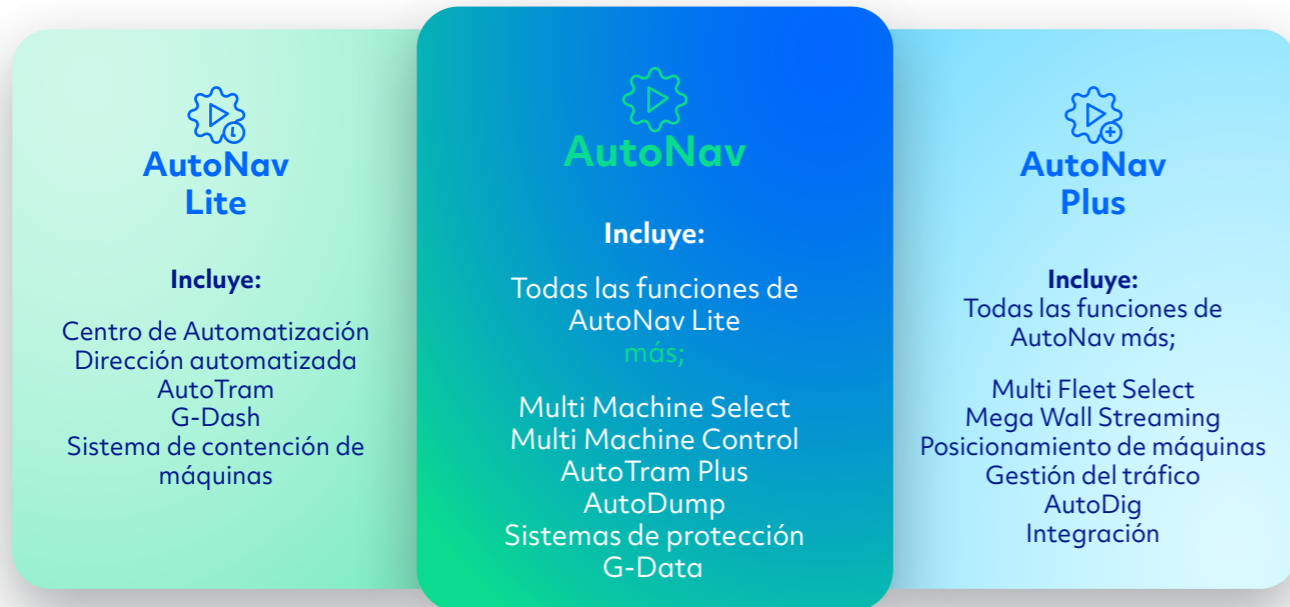 AutoNav
Lite
Incluye:
Centro de Automatización
Dirección automatizada
AutoTram
G-Dash
Sistema de contención de
máquinas
AutoNav
Incluye:
Todas las funciones de
AutoNav Lite
más;
Multi Machine Select
Multi Machine Control
AutoTram Plus
AutoDump
Sistemas de protección
G-Data
AutoNav
Plus
Incluye:
Todas las funciones de
AutoNav más;
Multi Fleet Select
Mega Wall Streaming
Posicionamiento de máquinas
Gestión del tráfico
AutoDig
Integración